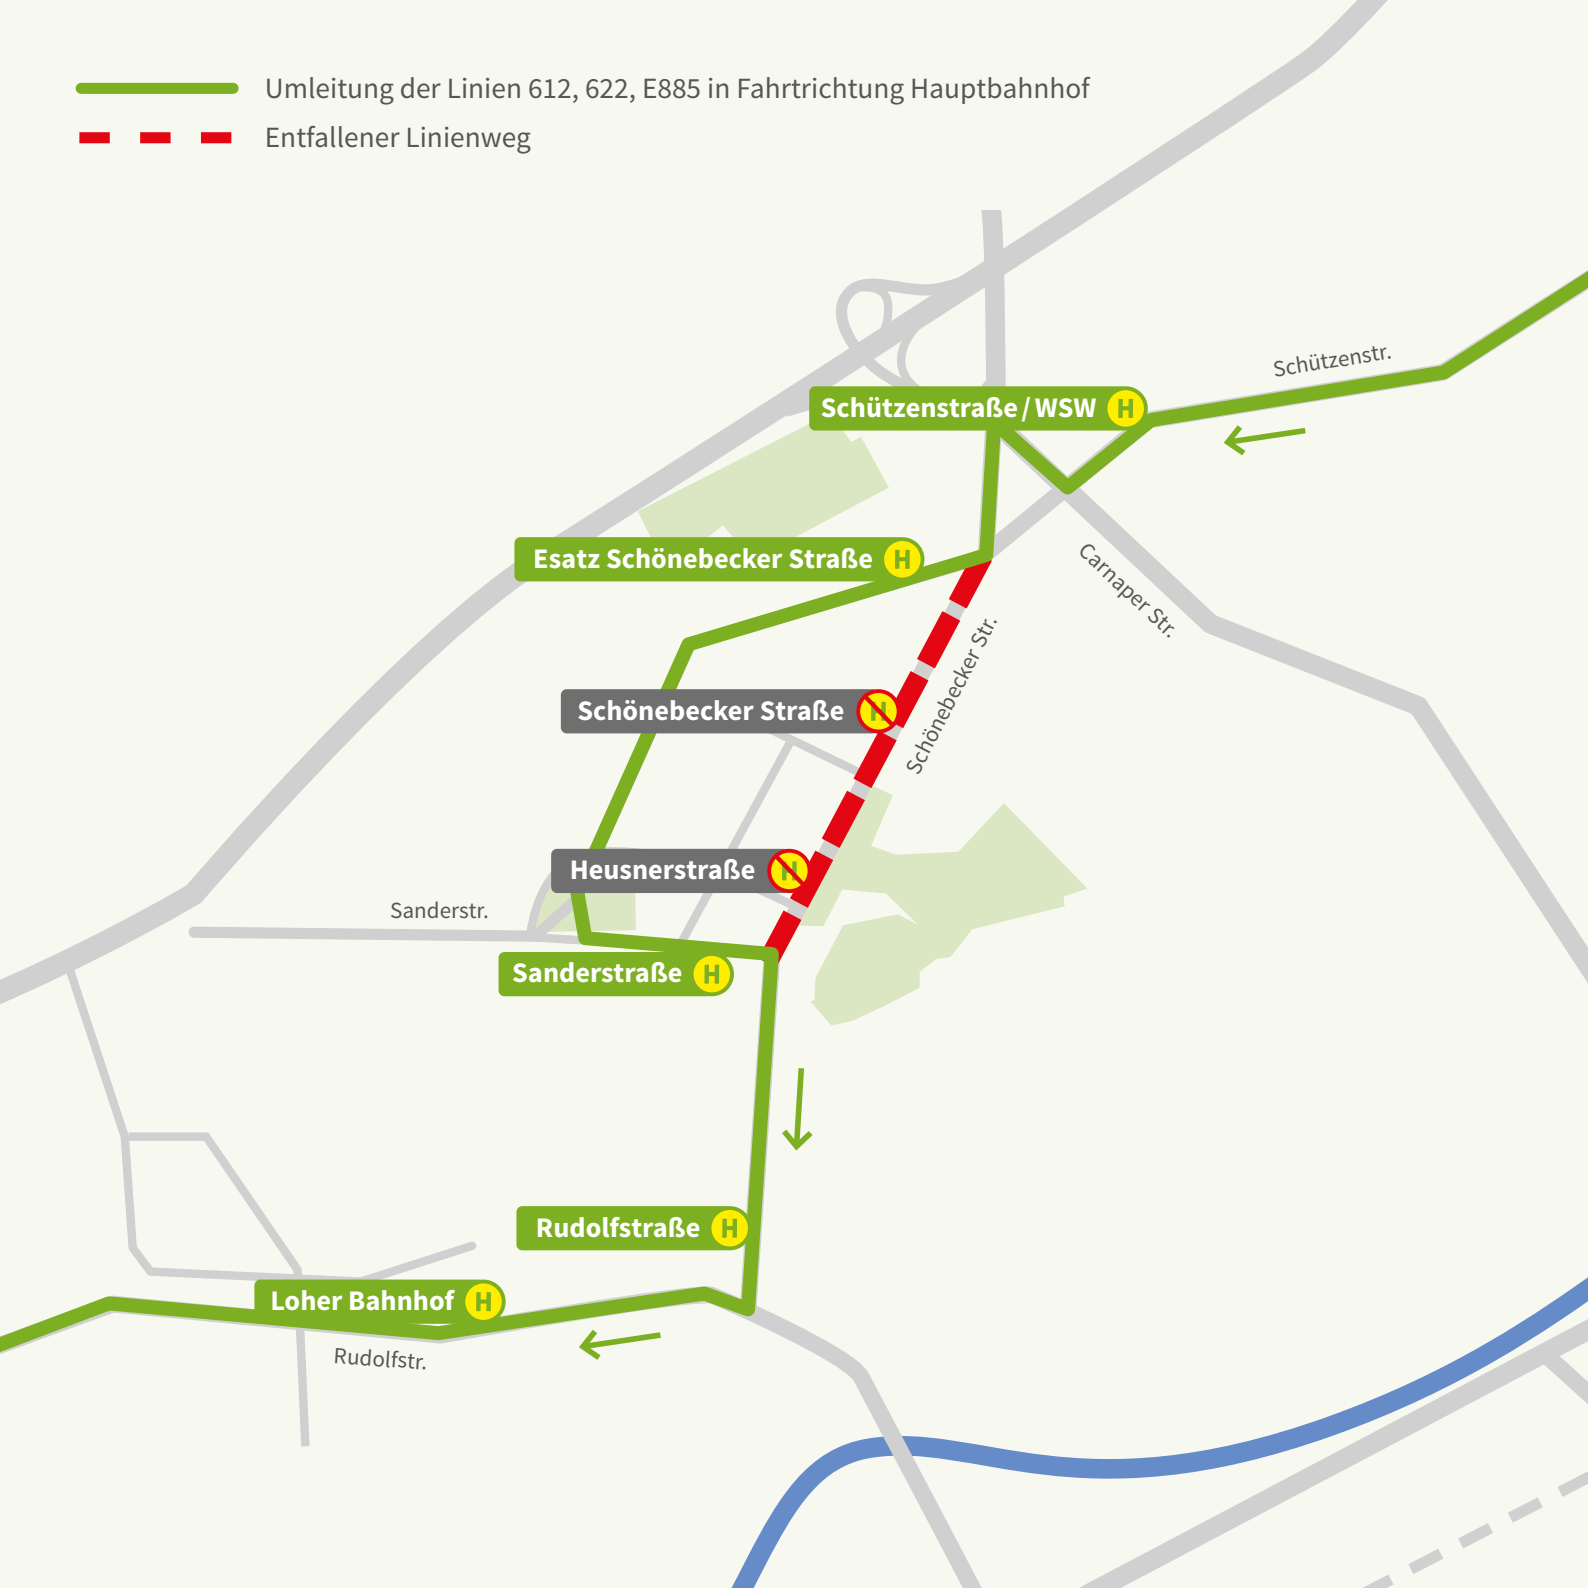 Umleitung der Linien 612, 622, E885 in Fahrtrichtung Hauptbahnhof
Entfallener Linienweg
Schützenstr.
Schützenstraße / WSW H
Esatz Schönebecker Straße H
Carnaper Str.
Schönebecker Str.
Schönebecker Straße H
Heusnerstraße H
Sanderstr.
Sanderstraße H
Rudolfstraße H
Loher Bahnhof H
Rudolfstr.